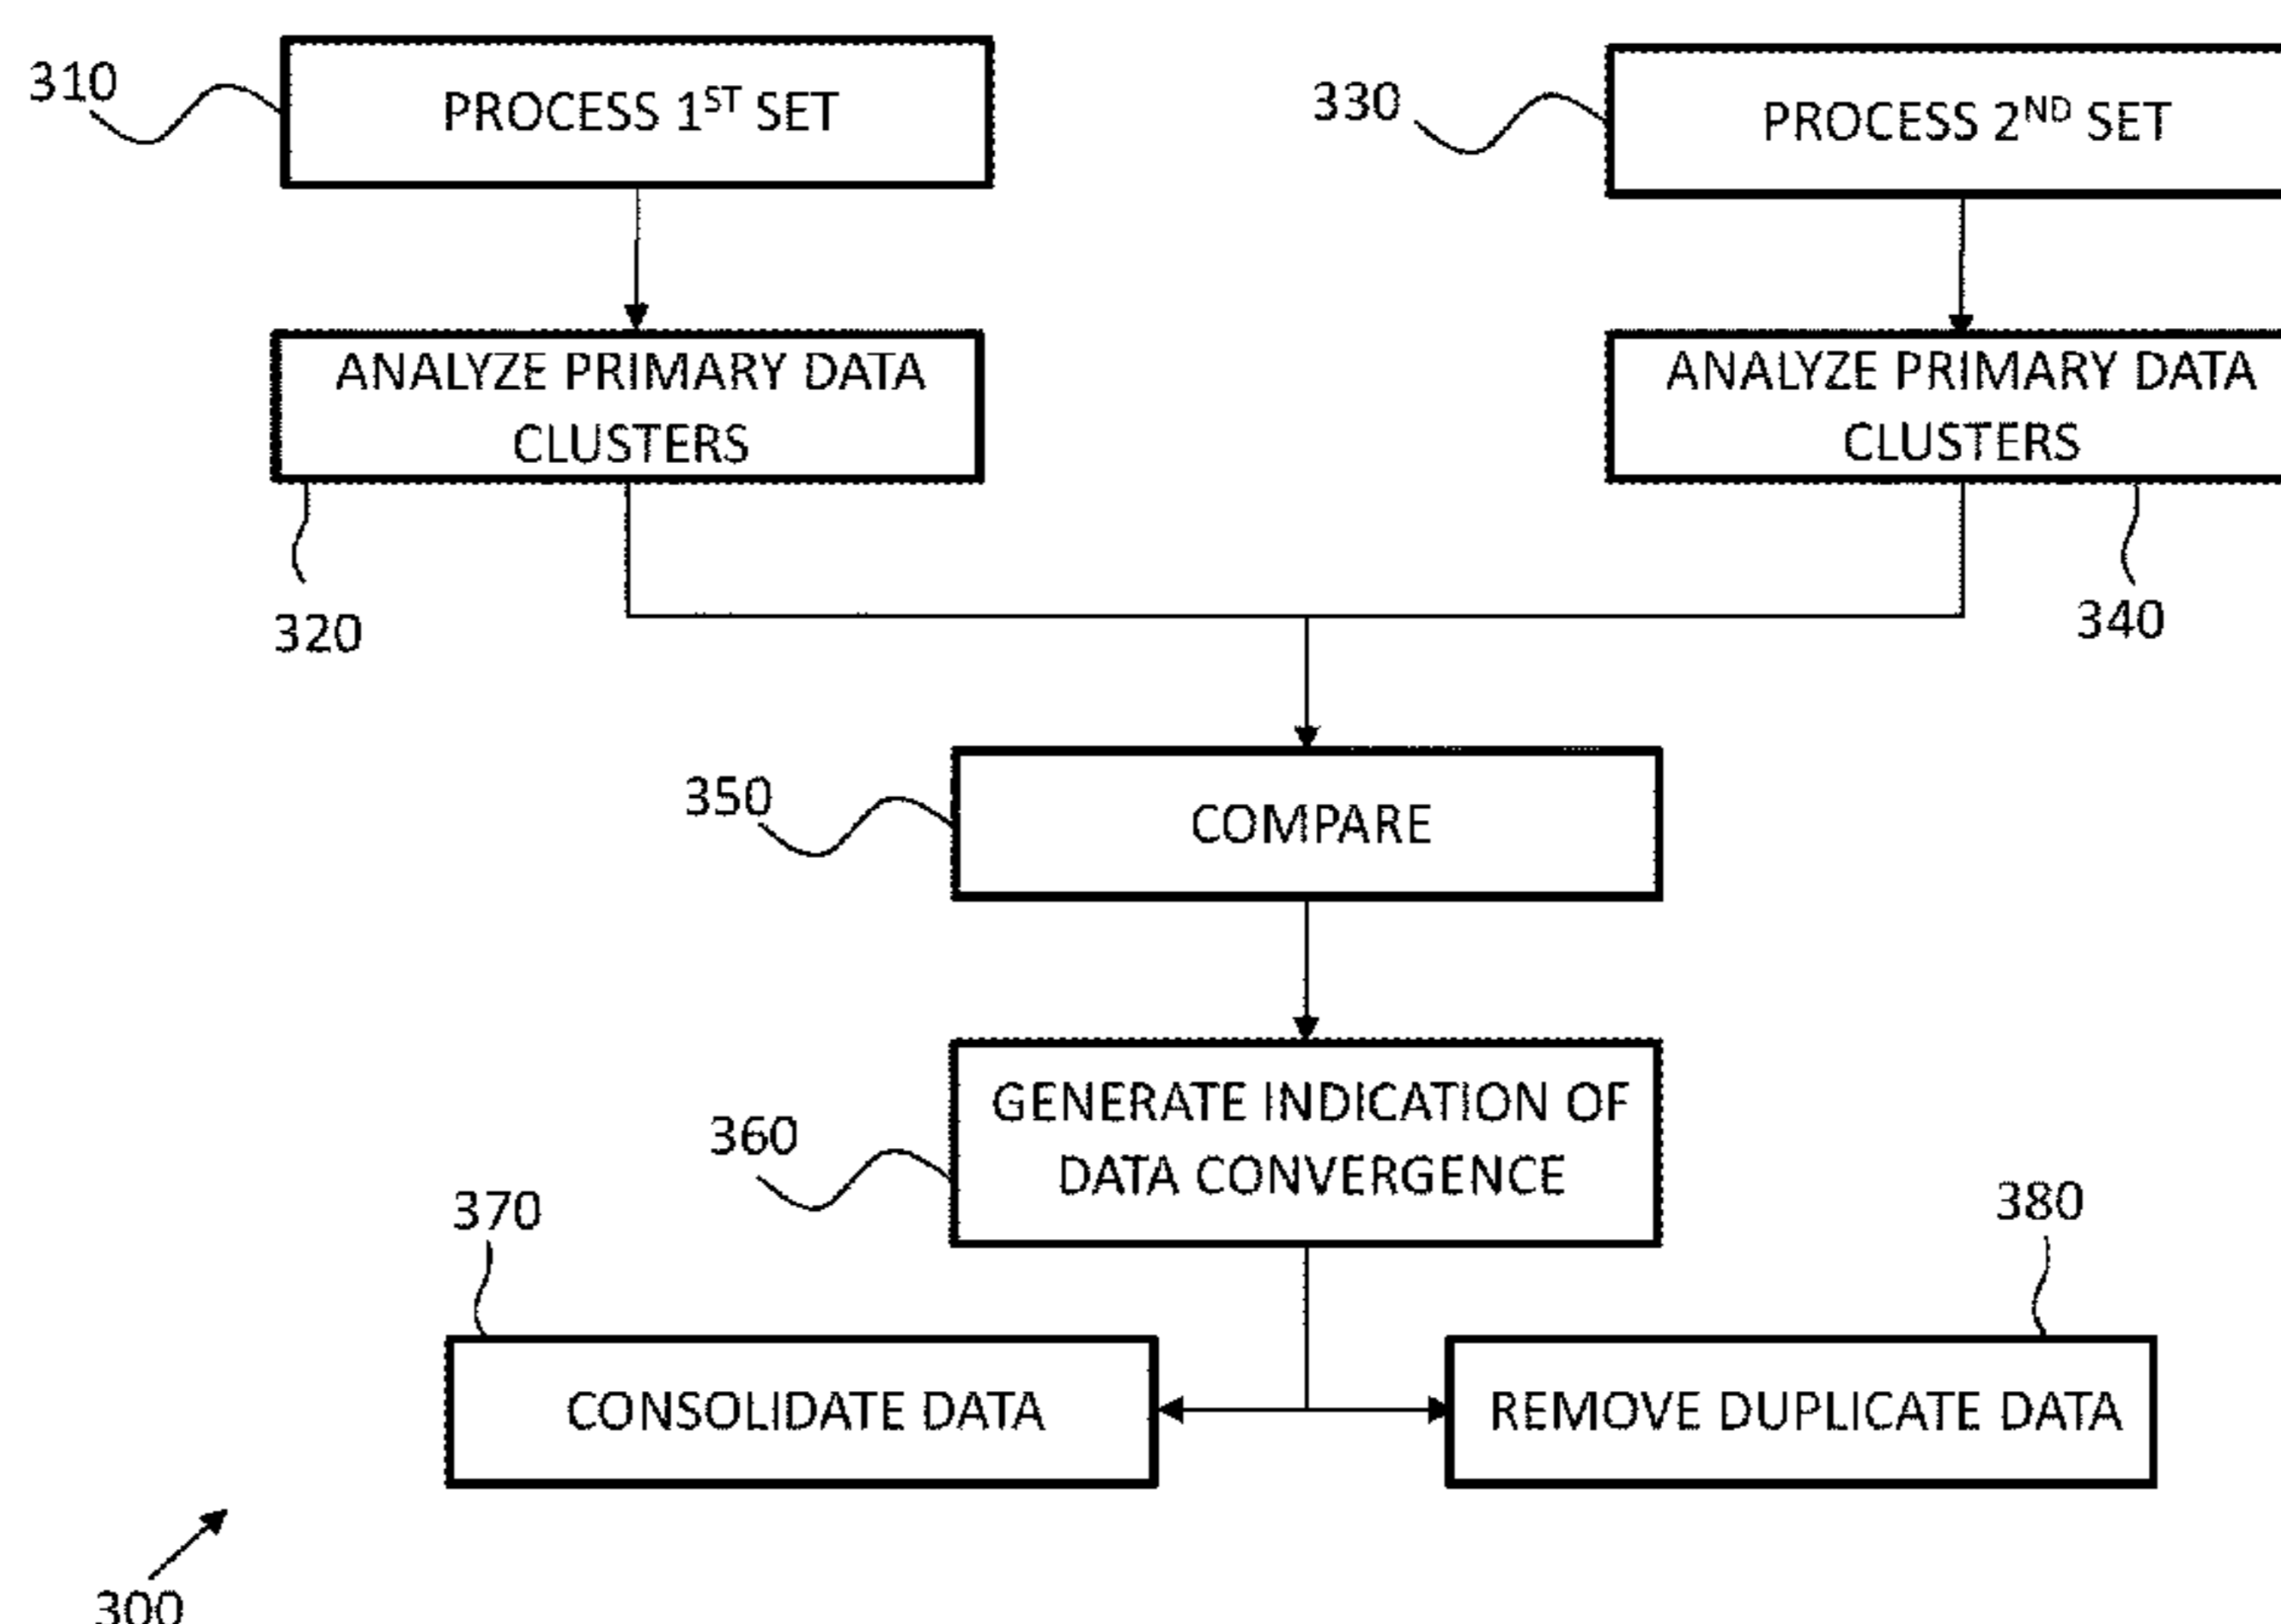 310
PROCESS 1ST SET
330
PROCESS 2ND SET
ANALYZE PRIMARY DATA
CLUSTERS
320
ANALYZE PRIMARY DATA
CLUSTERS
340
350
COMPARE
360
GENERATE INDICATION OF
DATA CONVERGENCE
370
CONSOLIDATE DATA
380
REMOVE DUPLICATE DATA
300